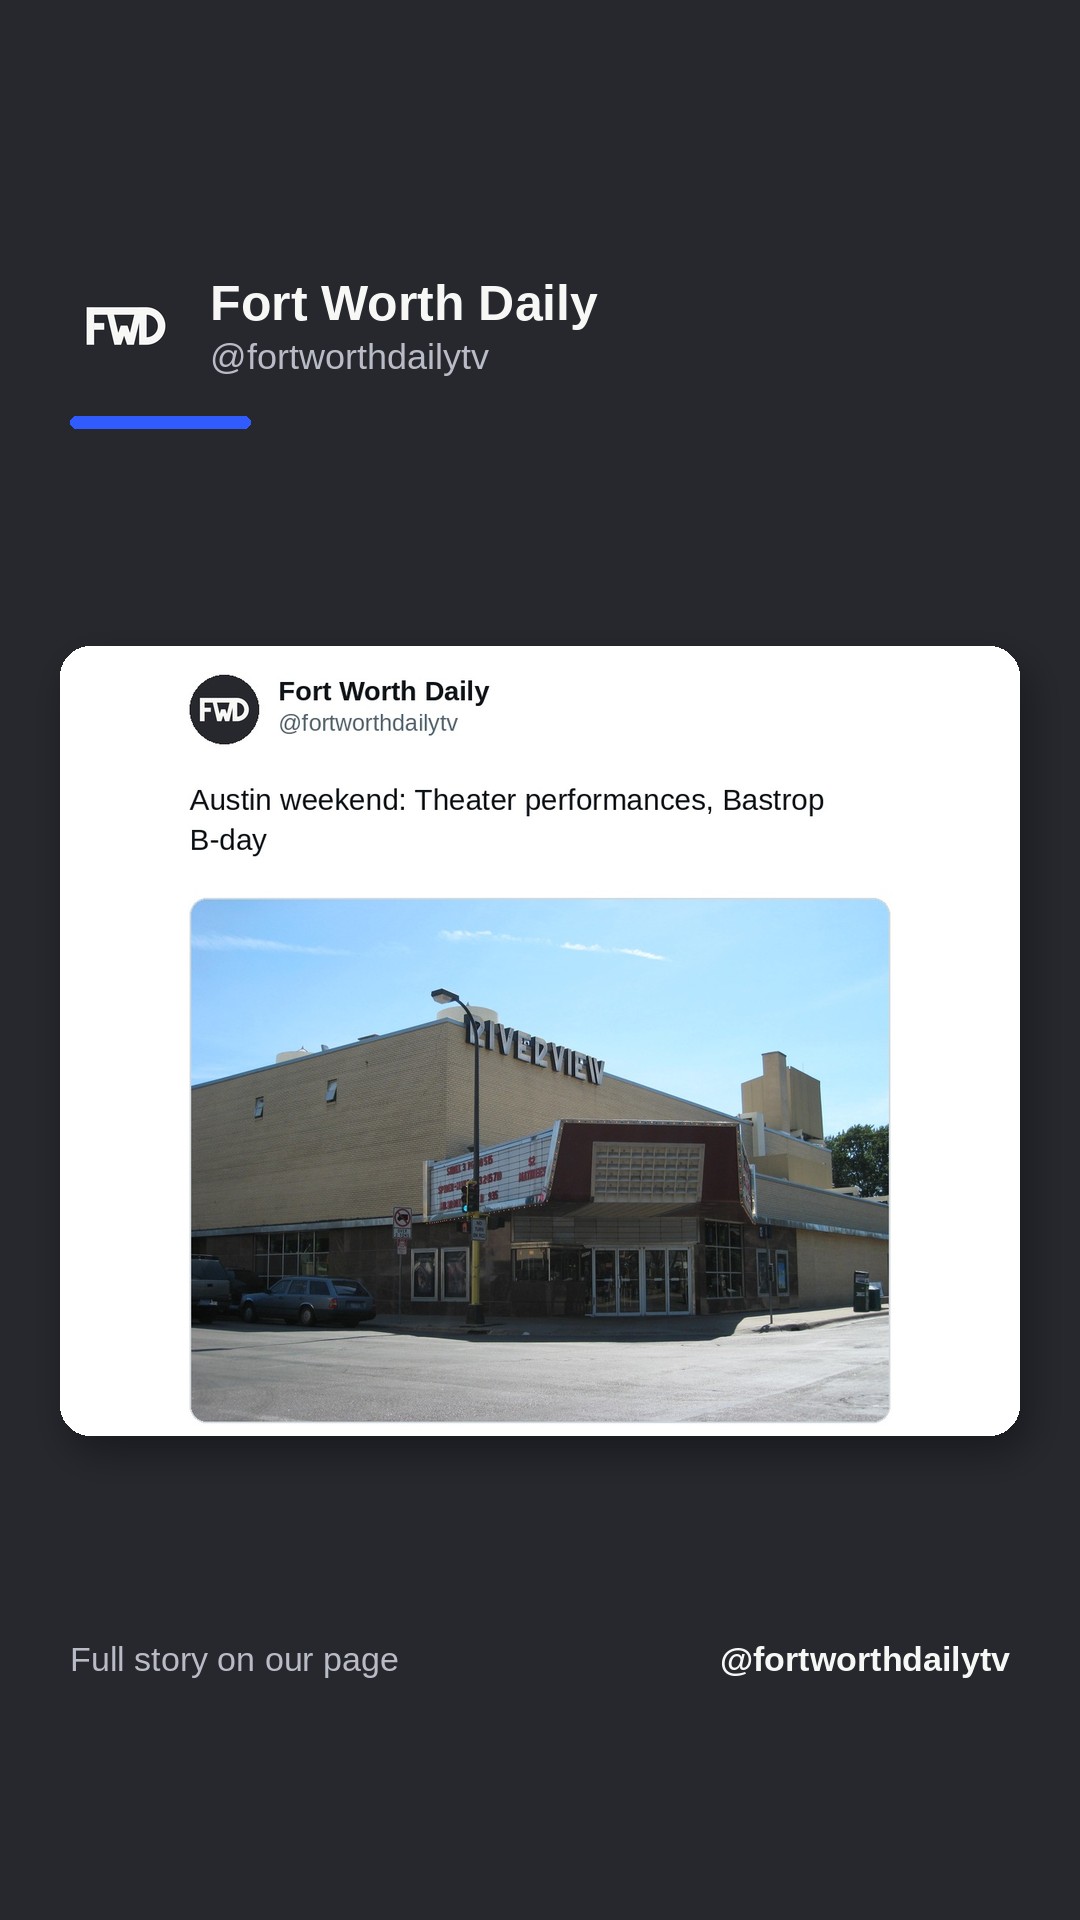 FWD
Fort Worth Daily
@fortworthdailytv
FWD
Fort Worth Daily
@fortworthdailytv
Austin weekend: Theater performances, Bastrop
B-day
RIVERVIEW
Full story on our page
@fortworthdailytv